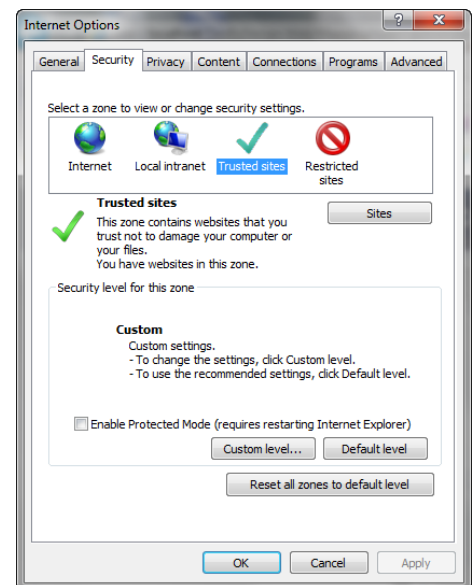 Internet Options
General Security Privacy Content Connections Programs Advanced
Select a zone to view or change security settings.
Internet Local intranet Trusted sites Restricted
sites
Trusted sites
Sites
This zone contains websites that you
trust not to damage your computer or
your files.
You have websites in this zone.
Security level for this zone
Custom
Custom settings.
- To change the settings, click Custom level.
- To use the recommended settings, click Default level.
Enable Protected Mode (requires restarting Internet Explorer)
Custom level... Default level
Reset all zones to default level
OK Cancel Apply